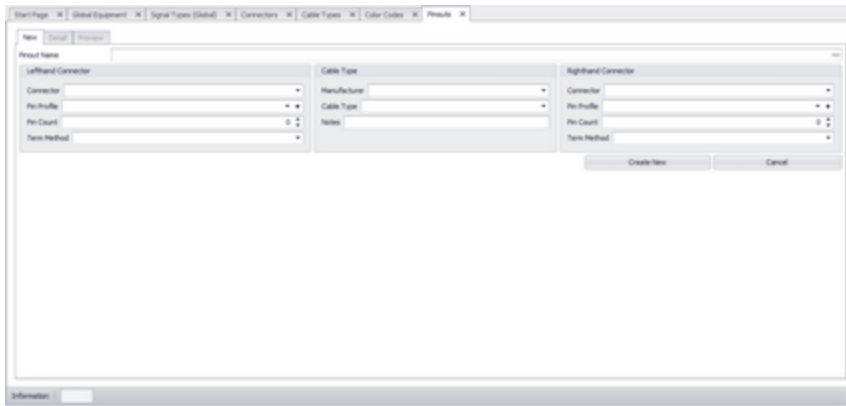 Start Page × Global Equipment × Signal Types (Global) × Connectors × Cable Types × Color Codes × Pinouts ×
New Detail Preview
Pinout Name ...
Lefthand Connector Cable Type Righthand Connector
Connector Manufacturer Connector
Pin Profile + Cable Type Pin Profile +
Pin Count 0 Notes Pin Count 0
Term Method Term Method
Create New Cancel
Information